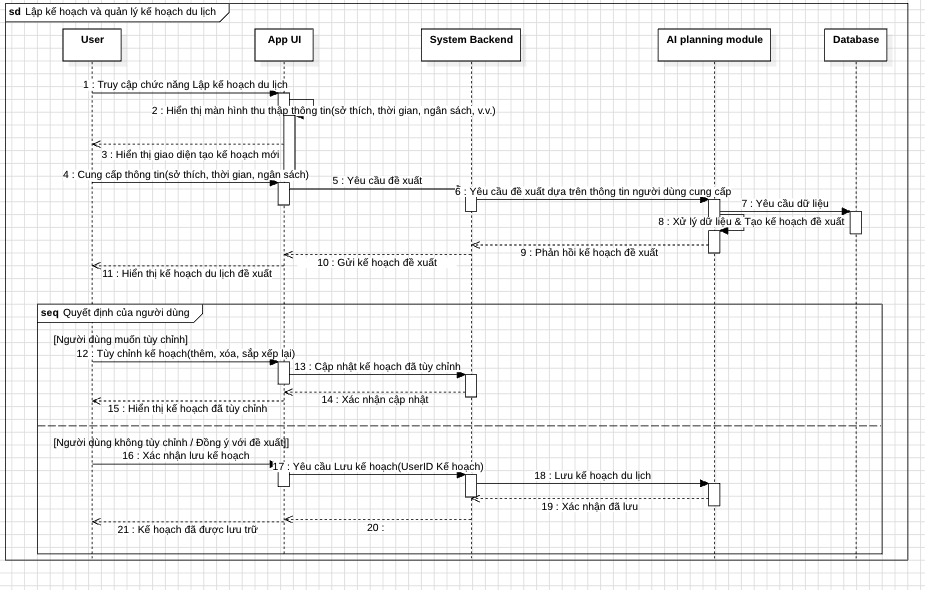 sd Lập kế hoạch và quản lý kế hoạch du lịch
User
App UI
System Backend
AI planning module
Database
1 : Truy cập chức năng Lập kế hoạch du lịch
2 : Hiển thị màn hình thu thập thông tin(sở thích, thời gian, ngân sách, v.v.)
3 : Hiển thị giao diện tạo kế hoạch mới
4 : Cung cấp thông tin(sở thích, thời gian, ngân sách)
5 : Yêu cầu đề xuất
6 : Yêu cầu đề xuất dựa trên thông tin người dùng cung cấp
7 : Yêu cầu dữ liệu
8 : Xử lý dữ liệu & Tạo kế hoạch đề xuất
9 : Phản hồi kế hoạch đề xuất
10 : Gửi kế hoạch đề xuất
11 : Hiển thị kế hoạch du lịch đề xuất
seq Quyết định của người dùng
[Người dùng muốn tùy chỉnh]
12 : Tùy chỉnh kế hoạch(thêm, xóa, sắp xếp lại)
13 : Cập nhật kế hoạch đã tùy chỉnh
14 : Xác nhận cập nhật
15 : Hiển thị kế hoạch đã tùy chỉnh
[Người dùng không tùy chỉnh / Đồng ý với đề xuất]]
16 : Xác nhận lưu kế hoạch
17 : Yêu cầu Lưu kế hoạch(UserID Kế hoạch)
18 : Lưu kế hoạch du lịch
19 : Xác nhận đã lưu
20 :
21 : Kế hoạch đã được lưu trữ